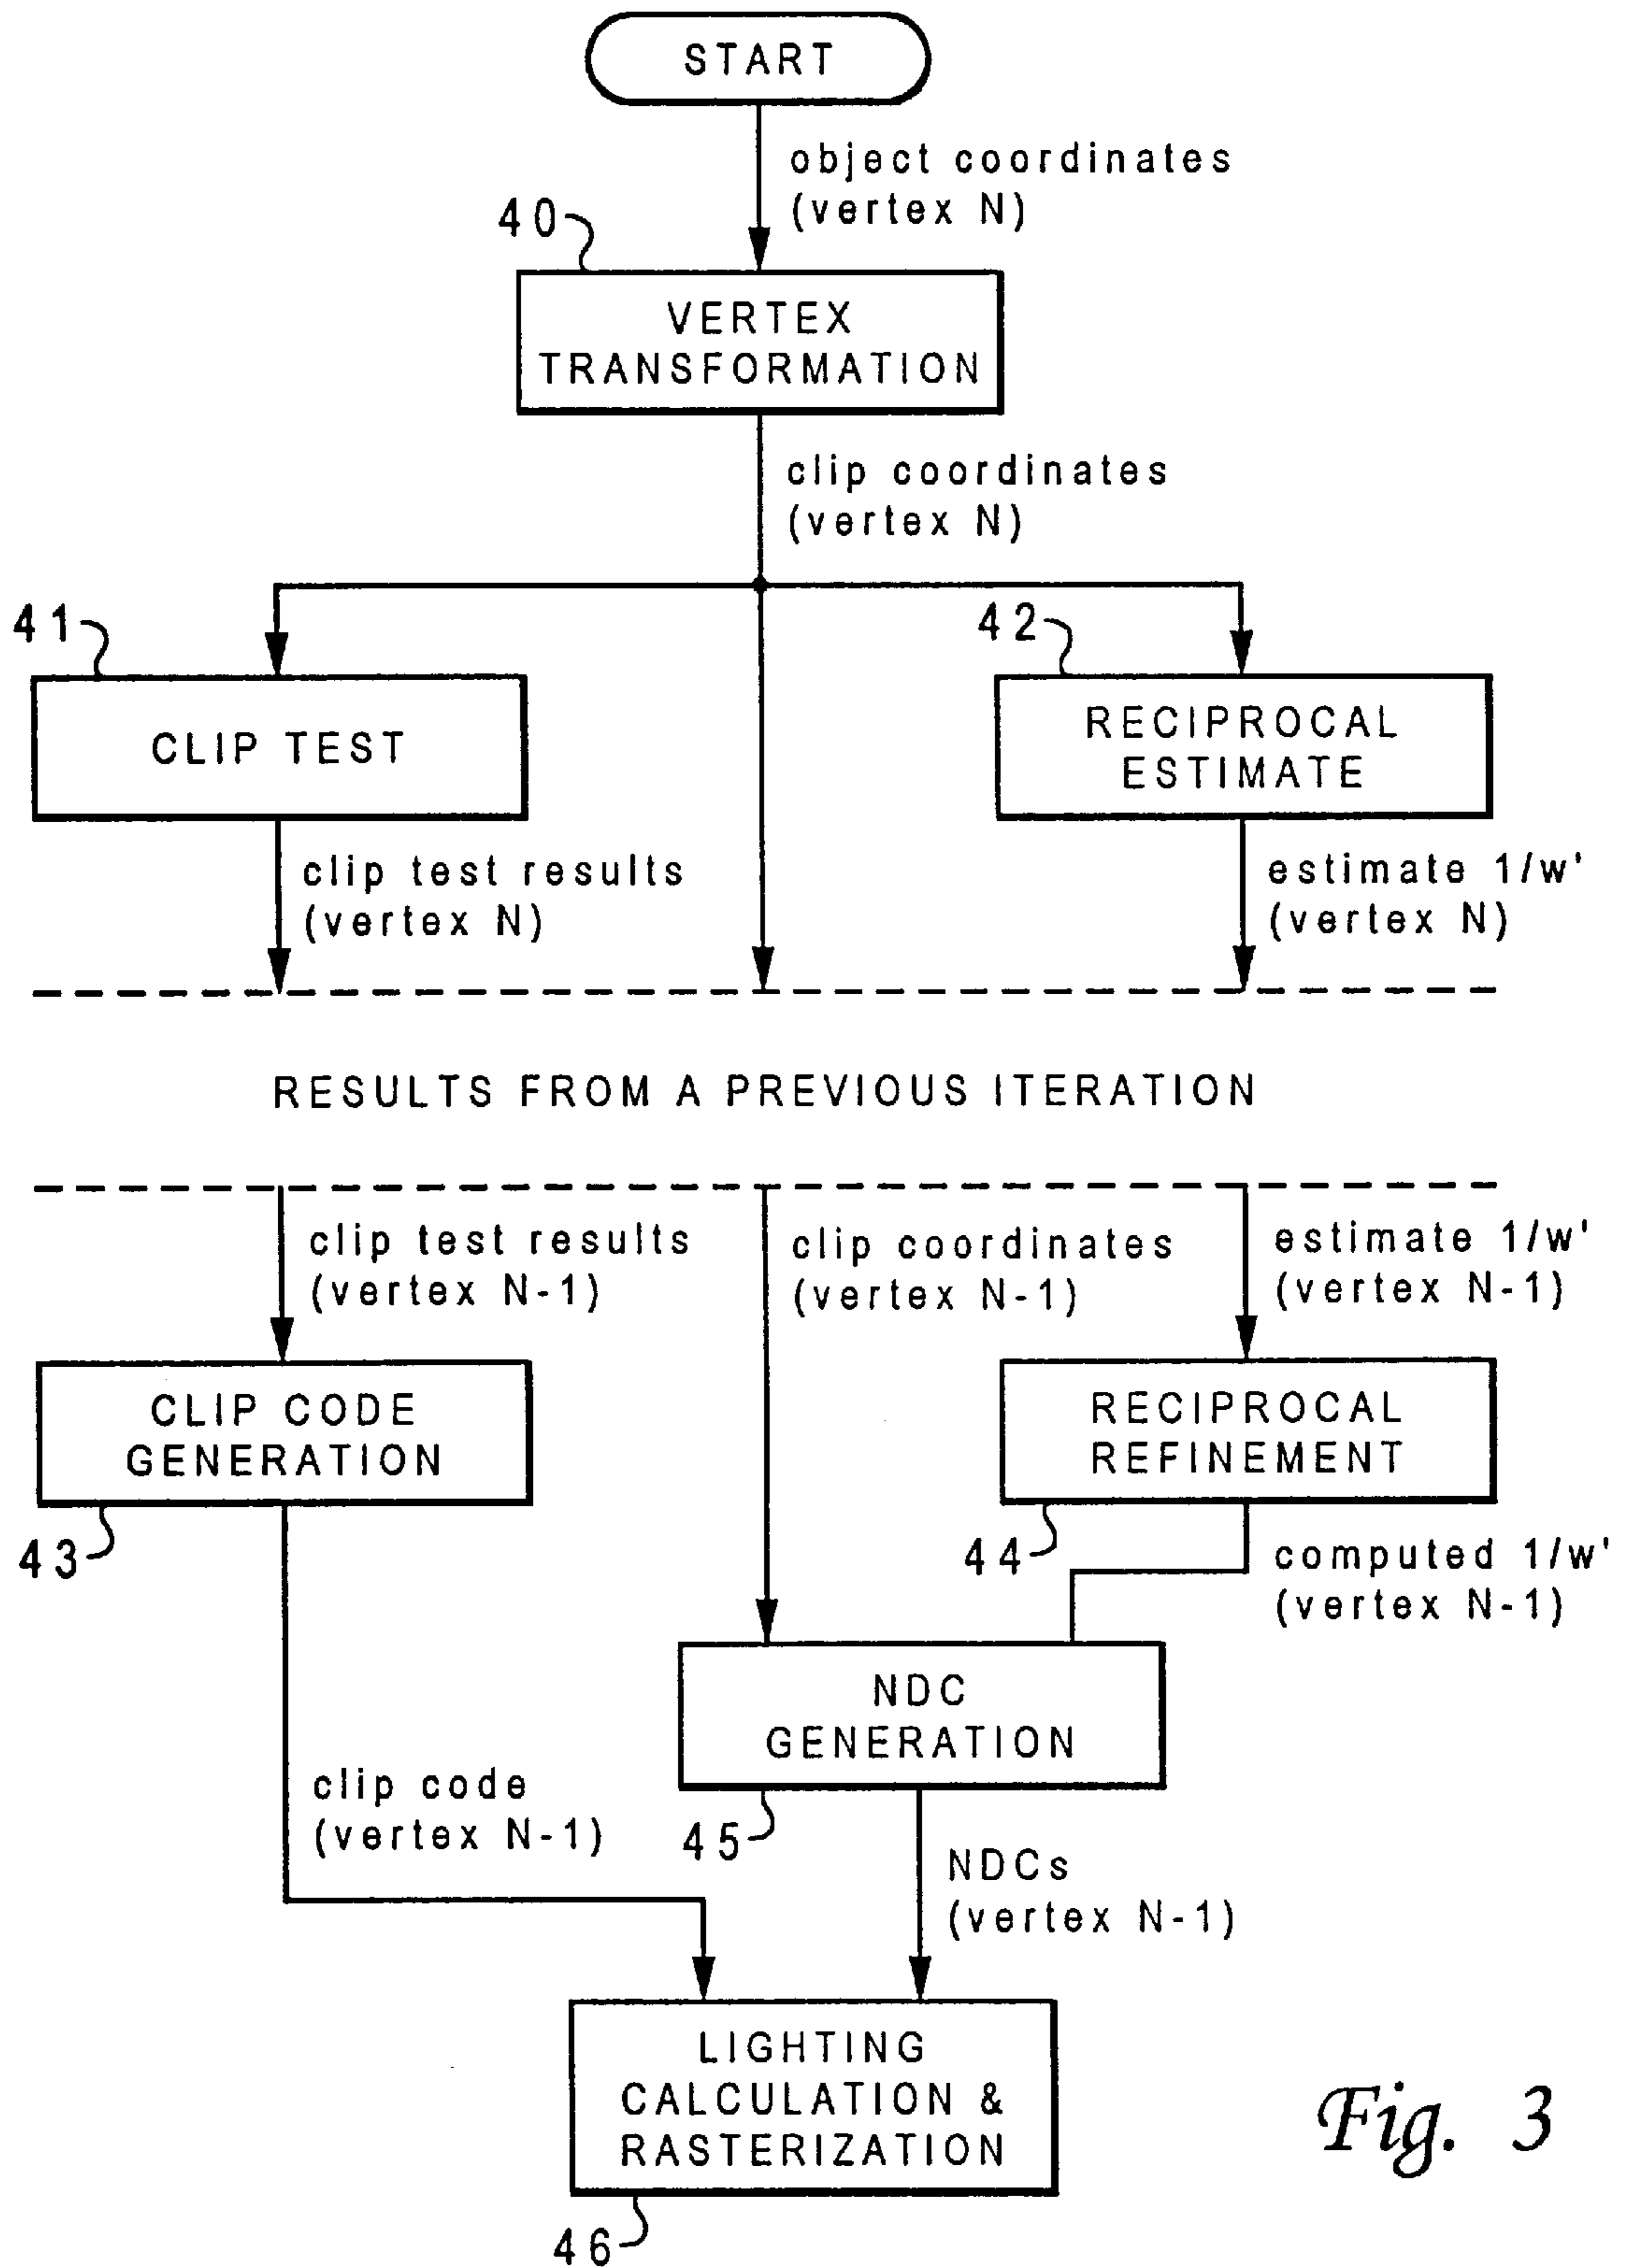 START
object coordinates
(vertex N)
40
VERTEX
TRANSFORMATION
clip coordinates
(vertex N)
41
42
CLIP TEST
RECIPROCAL
ESTIMATE
clip test results
(vertex N)
estimate 1/w'
(vertex N)
RESULTS FROM A PREVIOUS ITERATION
clip test results
(vertex N-1)
clip coordinates
(vertex N-1)
estimate 1/w'
(vertex N-1)
CLIP CODE
GENERATION
RECIPROCAL
REFINEMENT
43
44
computed 1/w'
(vertex N-1)
NDC
GENERATION
clip code
(vertex N-1)
45
NDCs
(vertex N-1)
LIGHTING
CALCULATION &
RASTERIZATION
46
Fig. 3